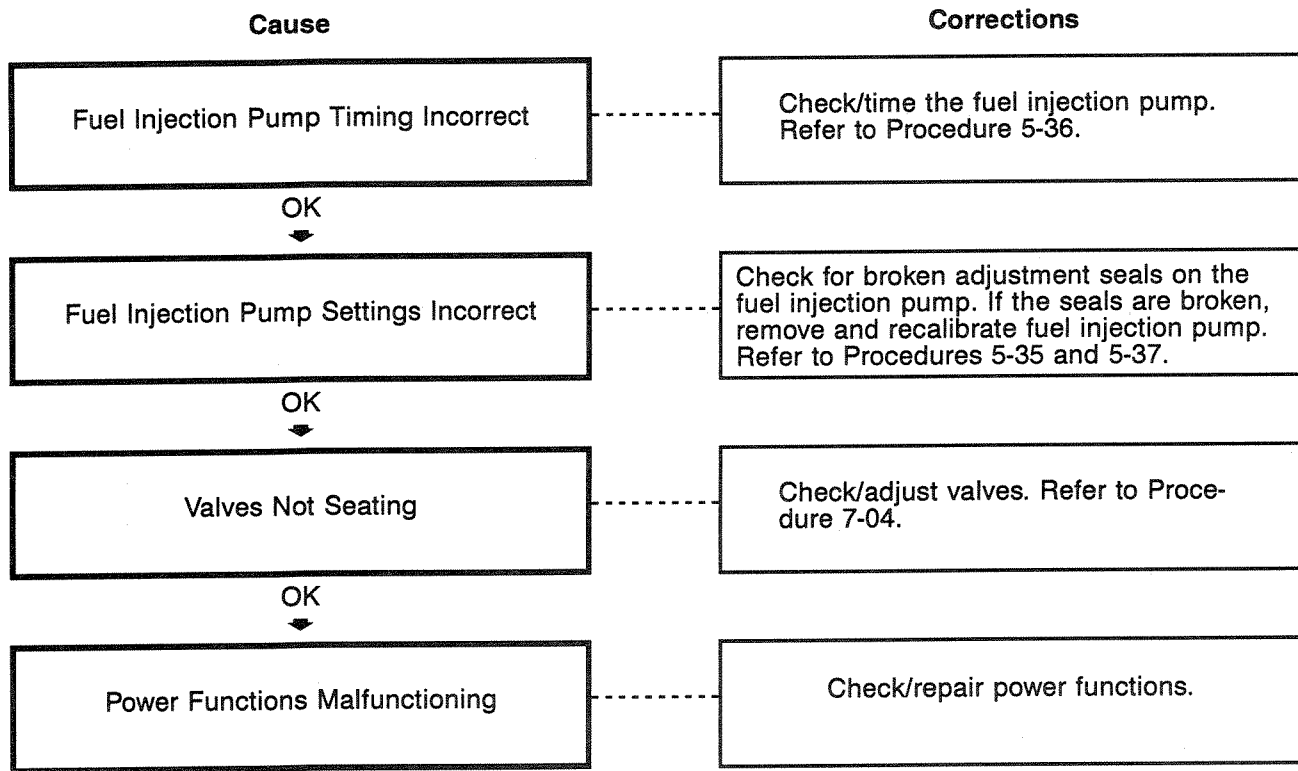 Cause
Corrections
Fuel Injection Pump Timing Incorrect
Check/time the fuel injection pump.
Refer to Procedure 5-36.
OK
Fuel Injection Pump Settings Incorrect
Check for broken adjustment seals on the
fuel injection pump. If the seals are broken,
remove and recalibrate fuel injection pump.
Refer to Procedures 5-35 and 5-37.
OK
Valves Not Seating
Check/adjust valves. Refer to Proce-
dure 7-04.
OK
Power Functions Malfunctioning
Check/repair power functions.